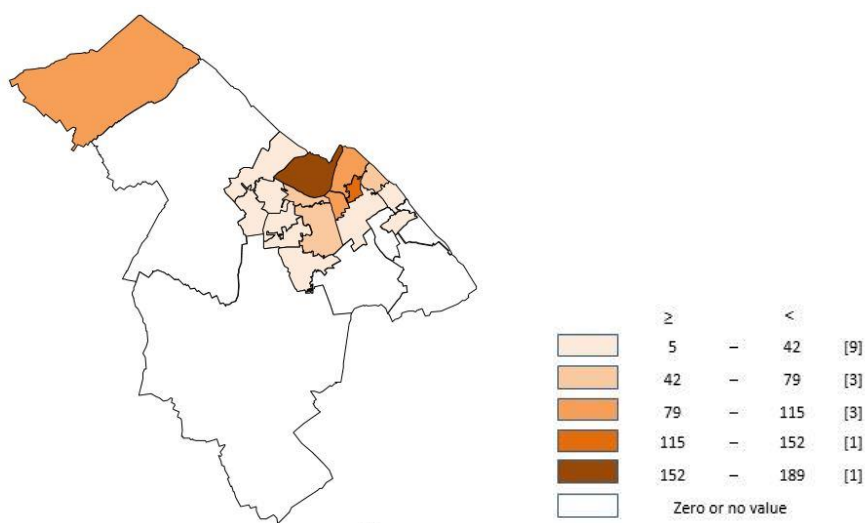 ≥ <
5 – 42 [9]
42 – 79 [3]
79 – 115 [3]
115 – 152 [1]
152 – 189 [1]
Zero or no value